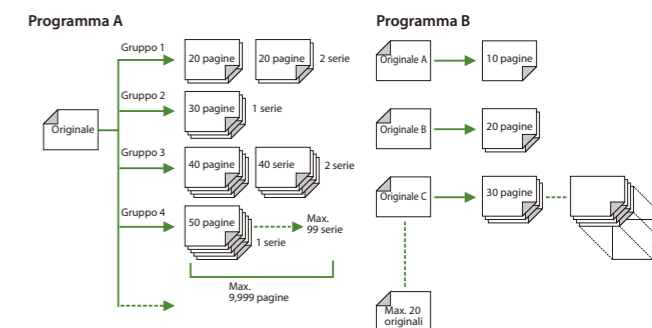 Programma A
Gruppo 1
20 pagine
20 pagine
2 serie
Gruppo 2
30 pagine
1 serie
Originale
Gruppo 3
40 pagine
40 serie
2 serie
Gruppo 4
50 pagine
1 serie
Max.
99 serie
Max.
9,999 pagine
Programma B
Originale A
10 pagine
Originale B
20 pagine
Originale C
30 pagine
Max. 20
originali